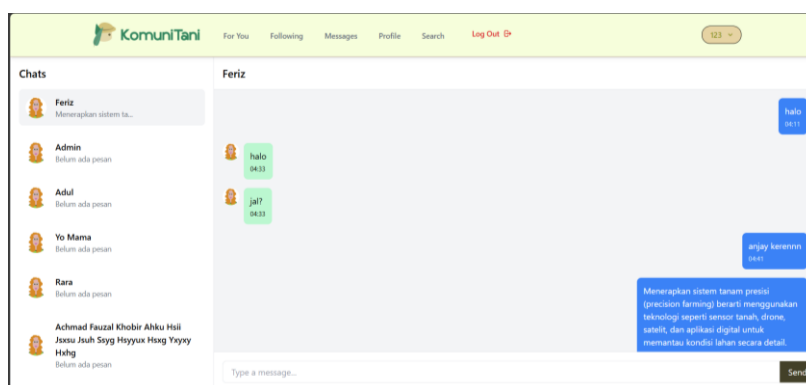 KomuniTani
For You Following Messages Profile Search Log Out
123
Chats
Feriz
Menerapkan sistem ta...
Admin
Belum ada pesan
Adul
Belum ada pesan
Yo Mama
Belum ada pesan
Rara
Belum ada pesan
Achmad Fauzal Khobir Ahku Hsii
Jsxsu Jsuh Ssyg Hsyyux Hsxg Yxyxy
Hxhg
Belum ada pesan
Feriz
halo
04:11
halo
04:33
jal?
04:33
anjay kerennn
04:41
Menerapkan sistem tanam presisi
(precision farming) berarti menggunakan
teknologi seperti sensor tanah, drone,
satelit, dan aplikasi digital untuk
memantau kondisi lahan secara detail.
Type a message...
Send